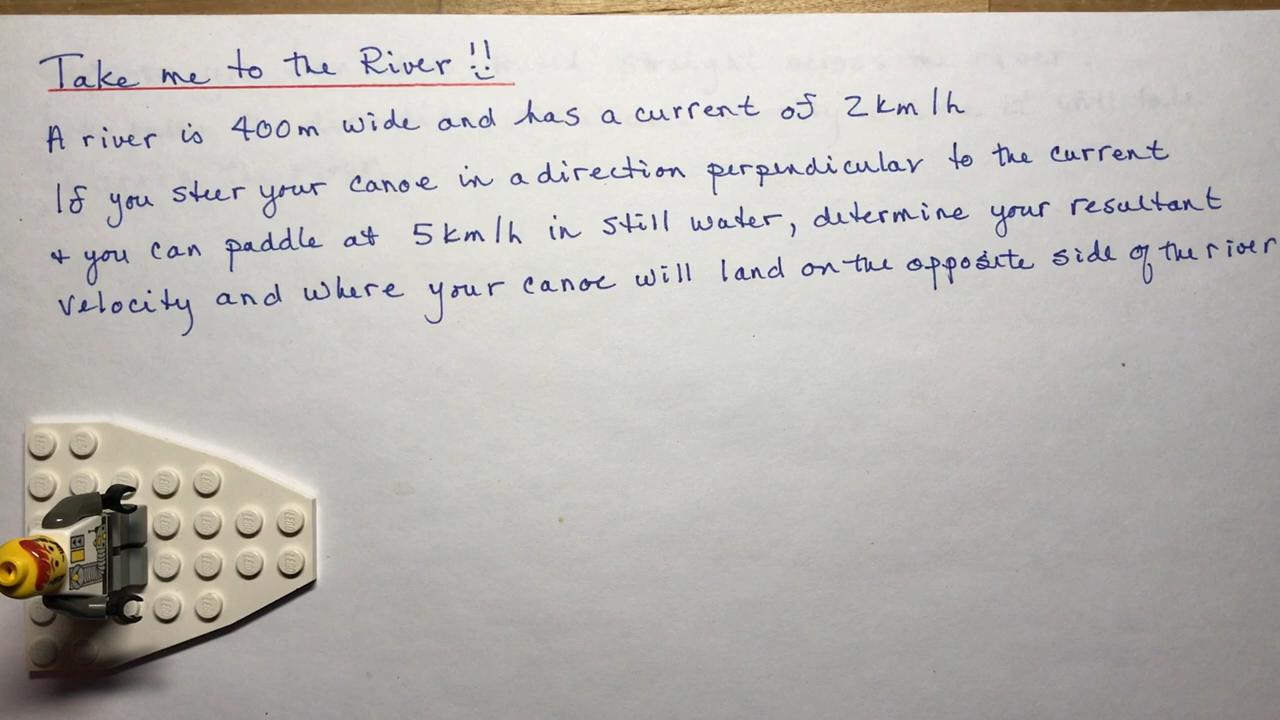 Take me to the River !!
A river is 400m wide and has a current of 2km/h
If you steer your canoe in a direction perpendicular to the current
+ you can paddle at 5km/h in still water, determine your resultant
velocity and where your canoe will land on the opposite side of the river